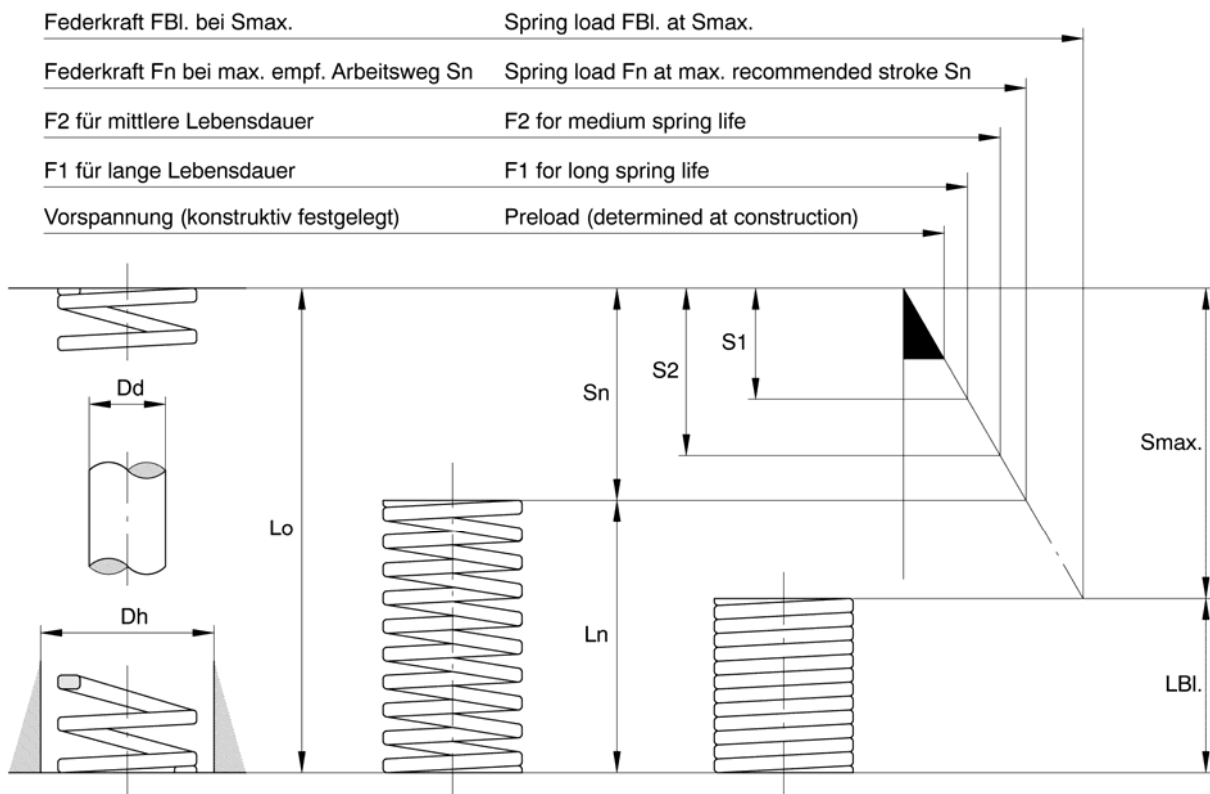 Federkraft FBl. bei Smax. Spring load FBl. at Smax.
Federkraft Fn bei max. empf. Arbeitsweg Sn Spring load Fn at max. recommended stroke Sn
F2 für mittlere Lebensdauer F2 for medium spring life
F1 für lange Lebensdauer F1 for long spring life
Vorspannung (konstruktiv festgelegt) Preload (determined at construction)
S1
S2
Dd
Sn
Smax.
Lo
Dh
Ln
LBl.